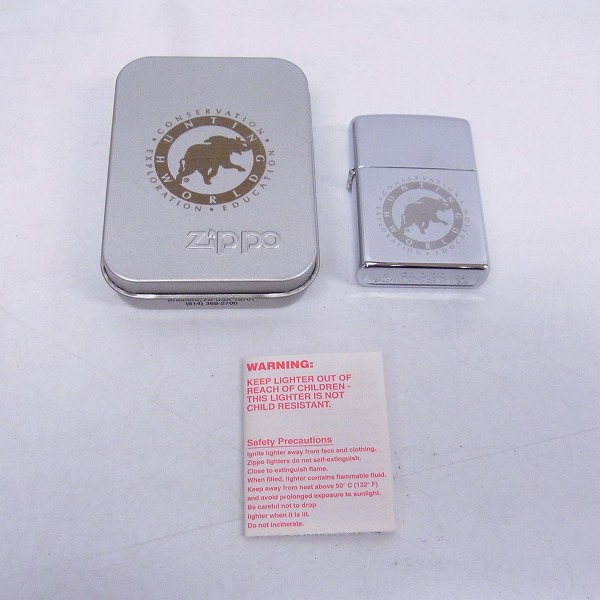 CONSERVATION
HUNTING
WORLD
EXPLORATION • EDUCATION
Zippo
(814) 368-2700
CONSERVATION
HUNTING
WORLD
EXPLORATION • EDUCATION
WARNING:
KEEP LIGHTER OUT OF
REACH OF CHILDREN -
THIS LIGHTER IS NOT
CHILD RESISTANT.
Safety Precautions
Ignite lighter away from face and clothing.
Zippo lighters do not self-extinguish.
Close to extinguish flame.
When filled, lighter contains flammable fluid.
Keep away from heat above 50° C (122° F)
and avoid prolonged exposure to sunlight.
Be careful not to drop
lighter when it is lit.
Do not incinerate.